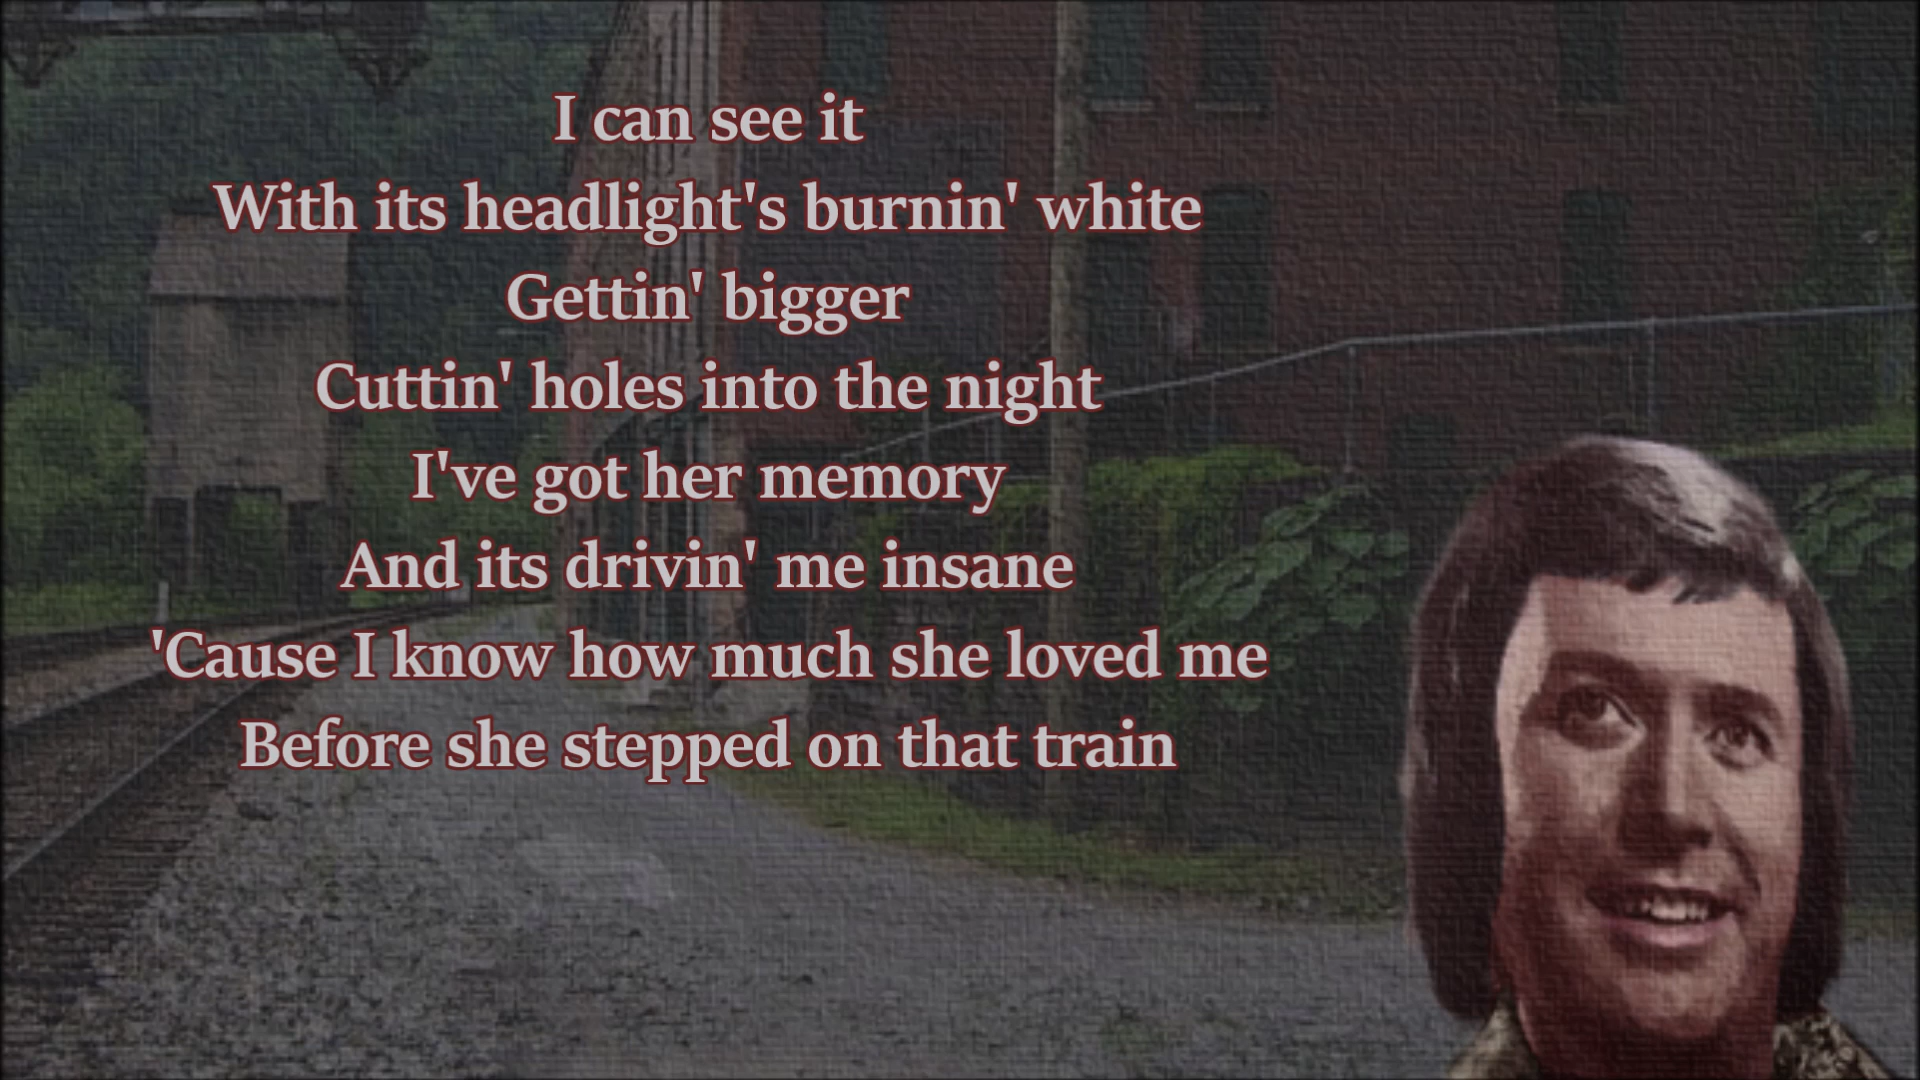 I can see it
With its headlight's burnin' white
Gettin' bigger
Cuttin' holes into the night
I've got her memory
And its drivin' me insane
'Cause I know how much she loved me
Before she stepped on that train